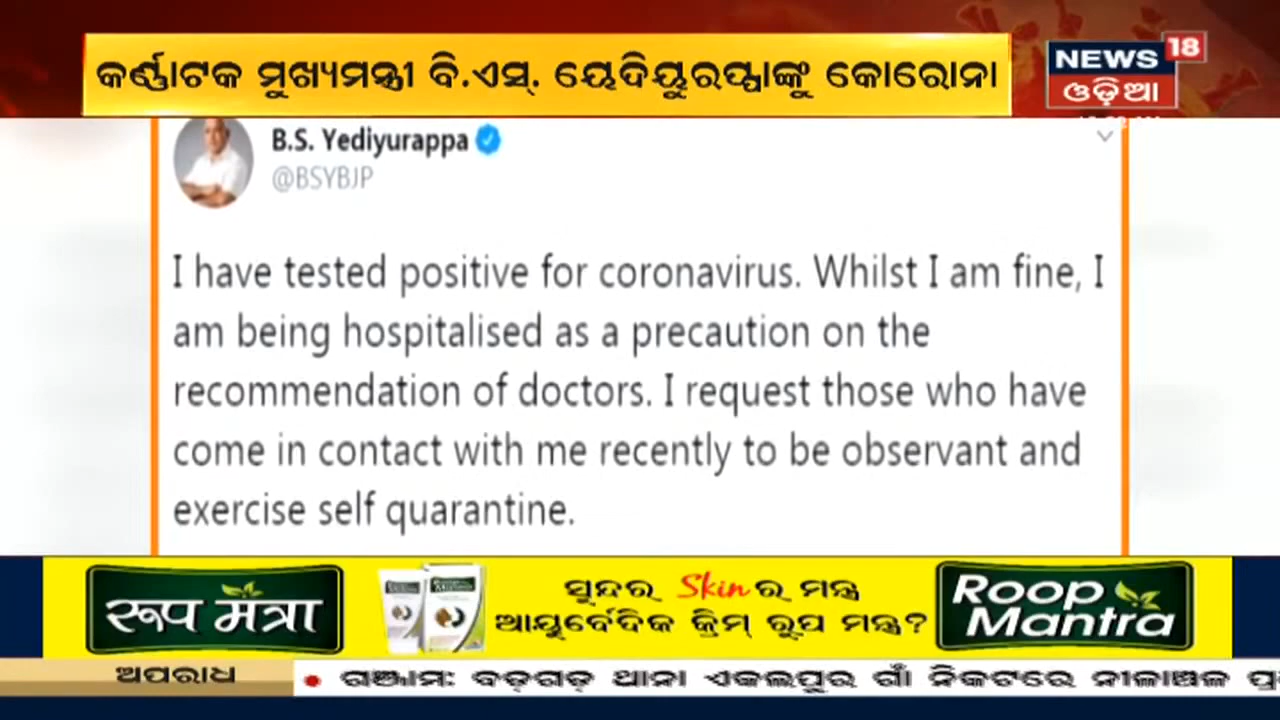 କର୍ଣ୍ଣାଟକ ମୁଖ୍ୟମନ୍ତ୍ରୀ ବି.ଏସ୍. ୟେଦିୟୁରପ୍ପାଙ୍କୁ କୋରୋନା
NEWS 18
ଓଡ଼ିଆ
B.S. Yediyurappa
@BSYBJP
I have tested positive for coronavirus. Whilst I am fine, I
am being hospitalised as a precaution on the
recommendation of doctors. I request those who have
come in contact with me recently to be observant and
exercise self quarantine.
रूप मंत्रा
ସୁନ୍ଦର Skinର ମନ୍ତ୍ର
ଆୟୁର୍ବେଦିକ କ୍ରିମ୍ ରୂପ ମନ୍ତ୍ର?
Roop
Mantra
ଅପରାଧ
ଗଞ୍ଜାମ: ବଡ଼ଗଡ଼ ଥାନା ଏକଲପୁର ଗାଁ ନିକଟରେ ନୀଳାଞ୍ଚଳ